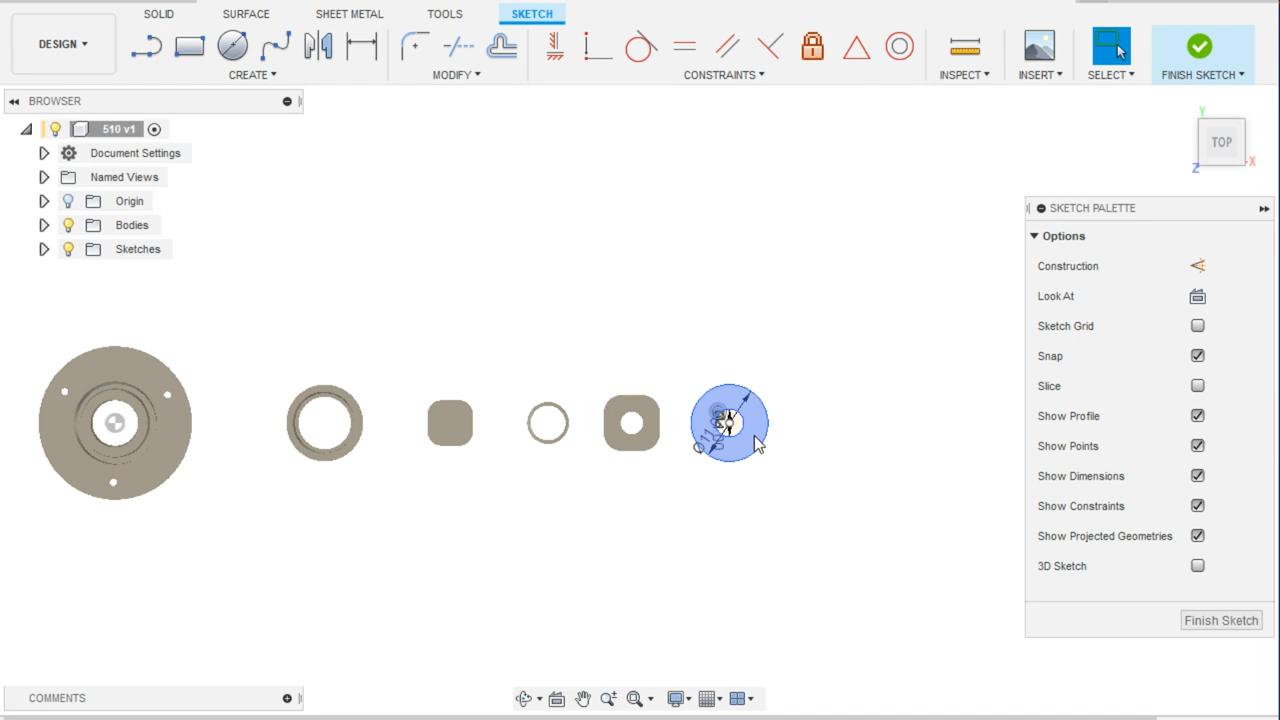 SOLID SURFACE SHEET METAL TOOLS SKETCH
DESIGN
CREATE MODIFY CONSTRAINTS INSPECT INSERT SELECT FINISH SKETCH
BROWSER
510 v1
Document Settings
Named Views
Origin
Bodies
Sketches
Y
TOP
X
Z
SKETCH PALETTE
Options
Construction
Look At
Sketch Grid
Snap
Slice
Show Profile
Show Points
Show Dimensions
Show Constraints
Show Projected Geometries
3D Sketch
Finish Sketch
COMMENTS